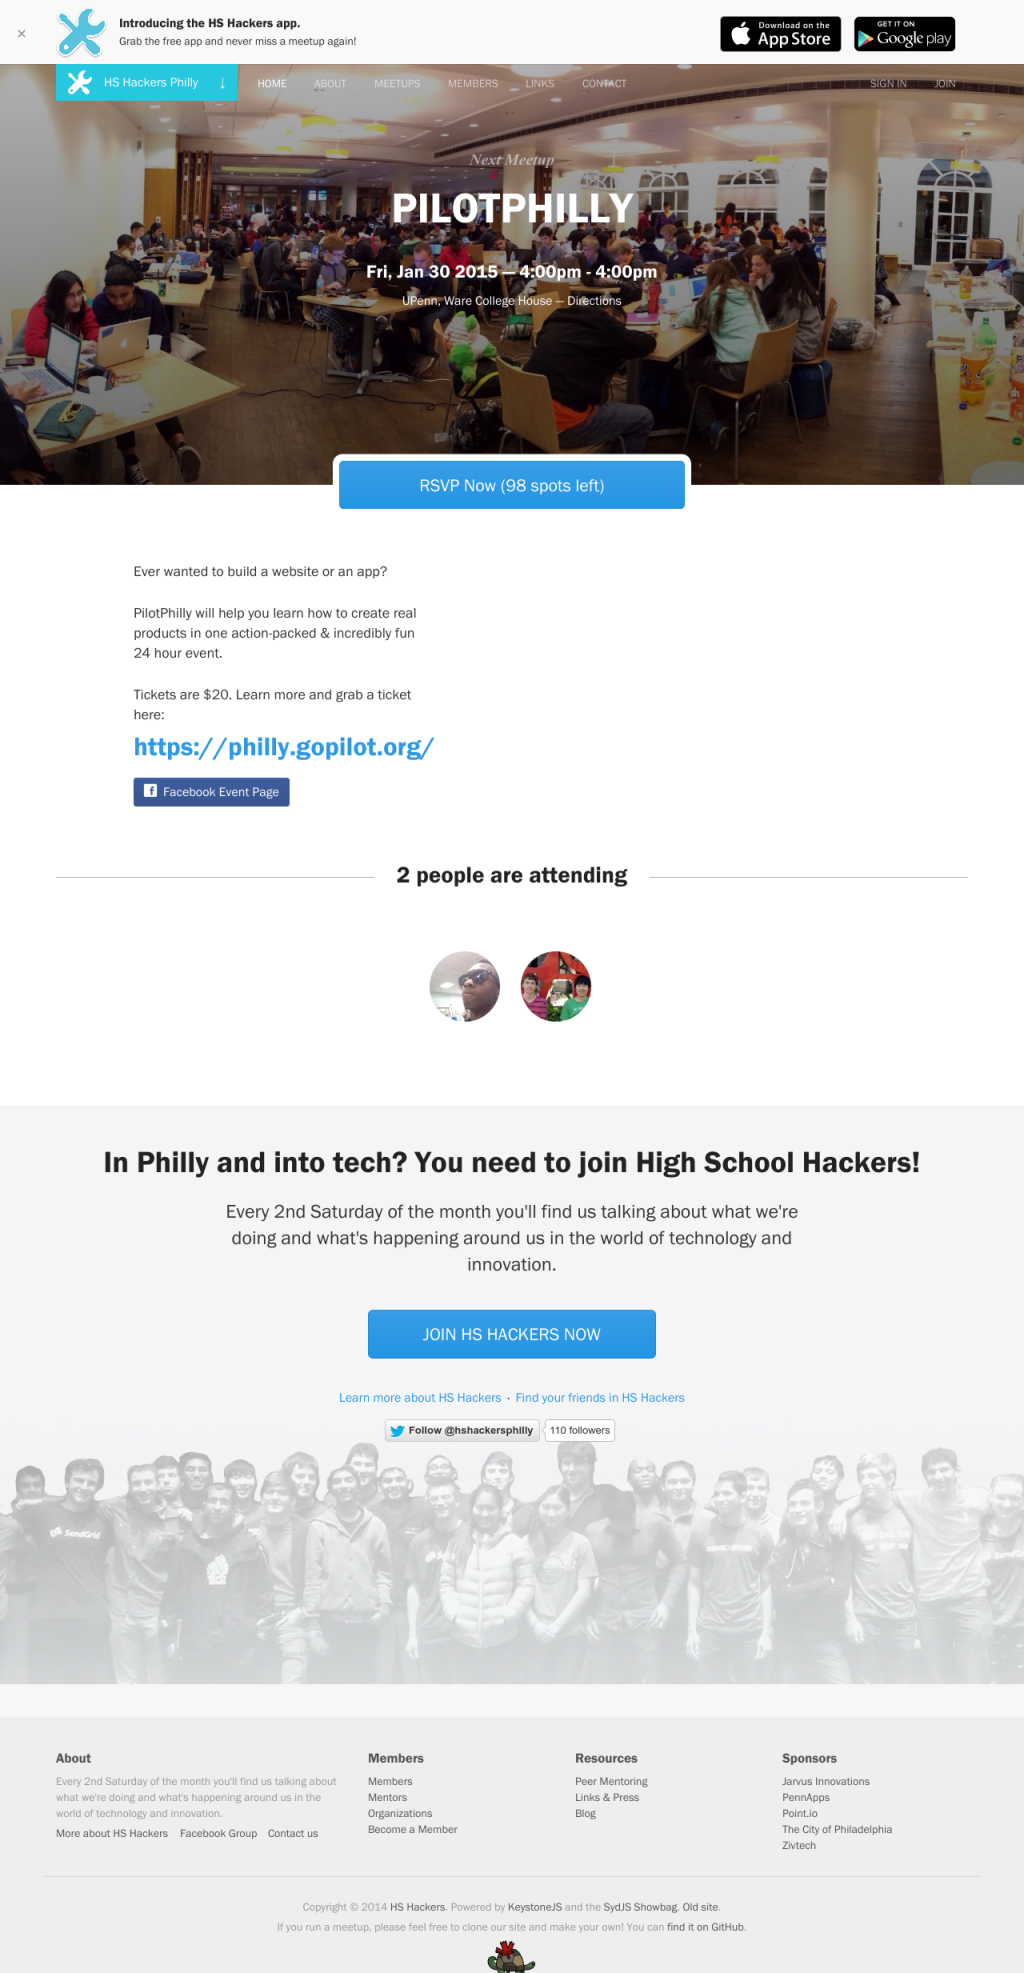 ×
Introducing the HS Hackers app.
Grab the free app and never miss a meetup again!
Download on the
App Store
GET IT ON
Google play
HS Hackers Philly ↓
HOME ABOUT MEETUPS MEMBERS LINKS CONTACT SIGN IN JOIN
Next Meetup
PILOTPHILLY
Fri, Jan 30 2015 — 4:00pm - 4:00pm
UPenn, Ware College House — Directions
RSVP Now (98 spots left)
Ever wanted to build a website or an app?
PilotPhilly will help you learn how to create real
products in one action-packed & incredibly fun
24 hour event.
Tickets are $20. Learn more and grab a ticket
here:
https://philly.gopilot.org/
Facebook Event Page
2 people are attending
In Philly and into tech? You need to join High School Hackers!
Every 2nd Saturday of the month you'll find us talking about what we're
doing and what's happening around us in the world of technology and
innovation.
JOIN HS HACKERS NOW
Learn more about HS Hackers · Find your friends in HS Hackers
Follow @hshackersphilly 110 followers
SendGrid
About
Every 2nd Saturday of the month you'll find us talking about
what we're doing and what's happening around us in the
world of technology and innovation.
More about HS Hackers Facebook Group Contact us
Members
Members
Mentors
Organizations
Become a Member
Resources
Peer Mentoring
Links & Press
Blog
Sponsors
Jarvus Innovations
PennApps
Point.io
The City of Philadelphia
Zivtech
Copyright © 2014 HS Hackers. Powered by KeystoneJS and the SydJS Showbag. Old site.
If you run a meetup, please feel free to clone our site and make your own! You can find it on GitHub.